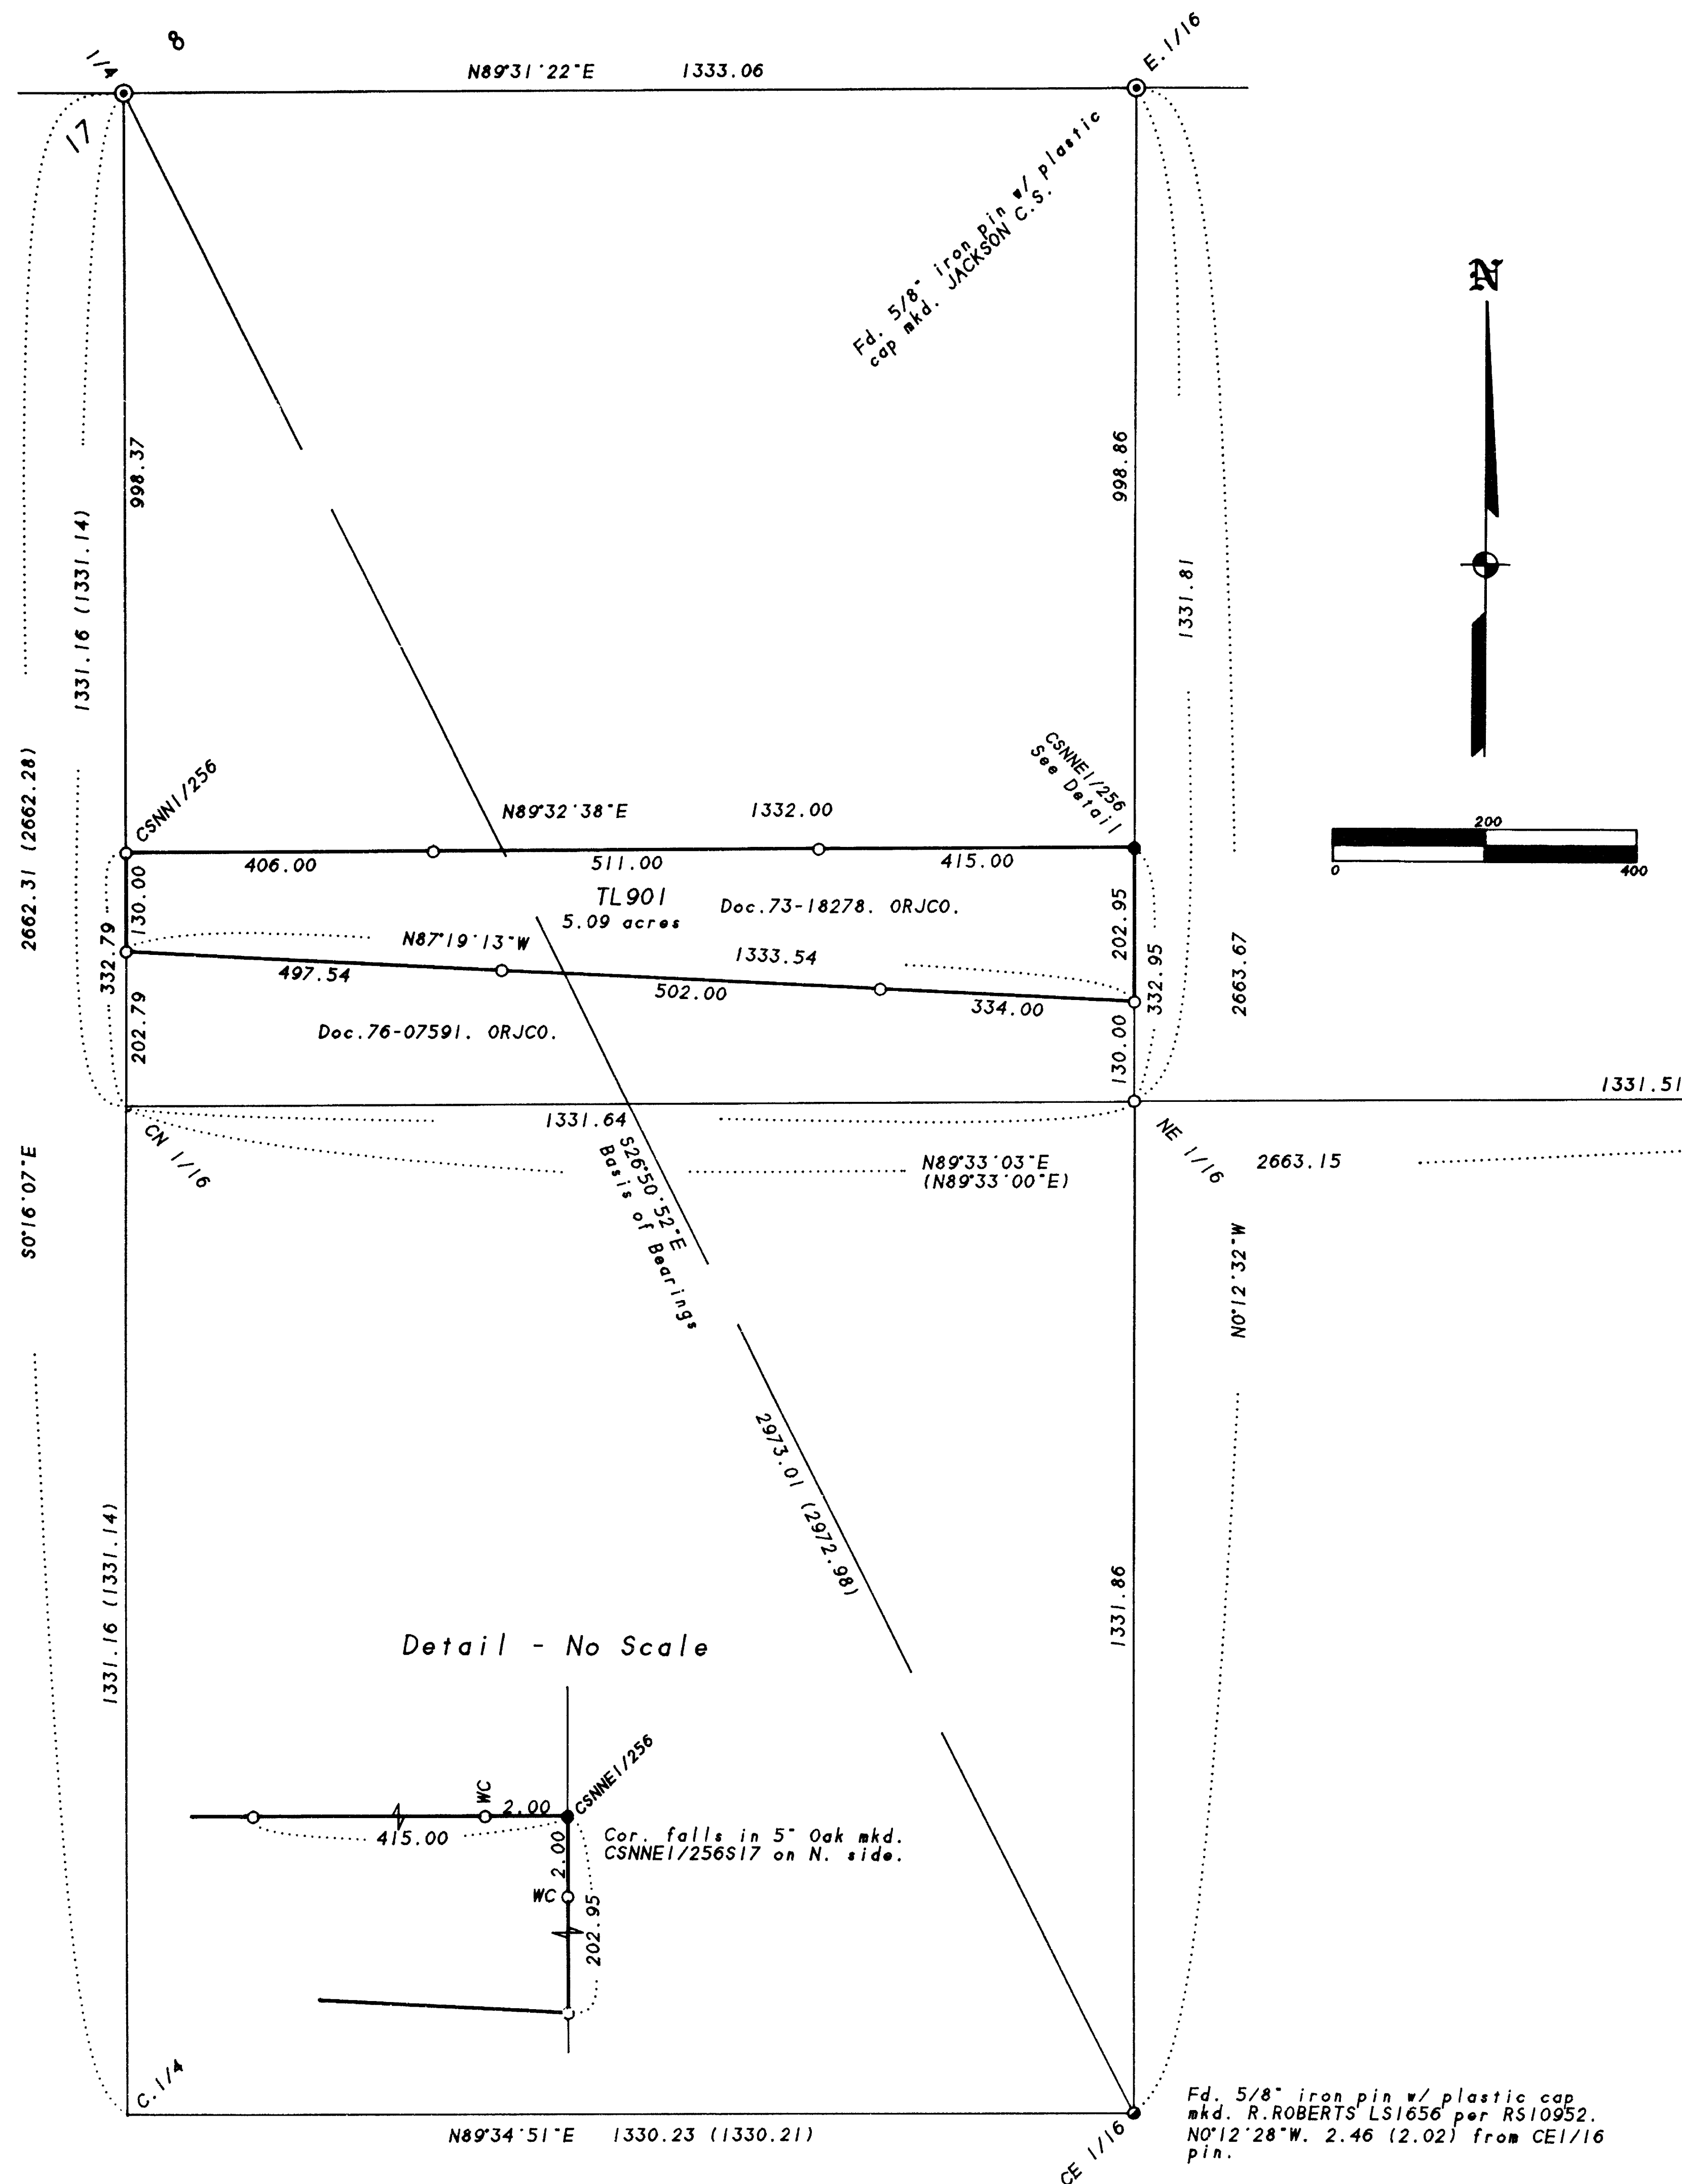 1/4
8
N89°31'22"E 1333.06
E.1/16
17
Fd. 5/8" iron pin w/ plastic
cap mkd. JACKSON C.S.
N
998.37
998.86
1331.16 (1331.14)
1331.81
2662.31 (2662.28)
CSNN1/256
CSNNE1/256
See Detail
N89°32'38"E 1332.00
200
0
400
406.00
511.00
415.00
130.00
TL901
5.09 acres
Doc.73-18278. ORJCO.
202.95
332.79
N87°19'13"W
1333.54
332.95
2663.67
497.54
502.00
334.00
202.79
Doc.76-07591. ORJCO.
130.00
1331.51
1331.64
CN 1/16
NE 1/16
S0°16'07"E
S26°50'52"E
Basis of Bearings
N89°33'03"E
(N89°33'00"E)
2663.15
N0°12'32"W
2973.01 (2972.98)
1331.16 (1331.14)
1331.86
Detail - No Scale
WC
2.00
CSNNE1/256
415.00
2.00
Cor. falls in 5" Oak mkd.
CSNNE1/256S17 on N. side.
WC
202.95
C.1/4
N89°34'51"E 1330.23 (1330.21)
CE 1/16
Fd. 5/8" iron pin w/ plastic cap
mkd. R.ROBERTS LS1656 per RS10952.
N0°12'28"W. 2.46 (2.02) from CE1/16
pin.